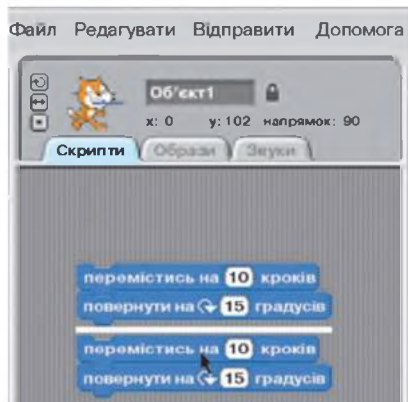 Файл Редагувати Відправити Допомога
Об'єкт1
x: 0 y: 102 напрямок: 90
Скрипти Образи Звуки
перемістись на 10 кроків
повернути на 15 градусів
перемістись на 10 кроків
повернути на 15 градусів